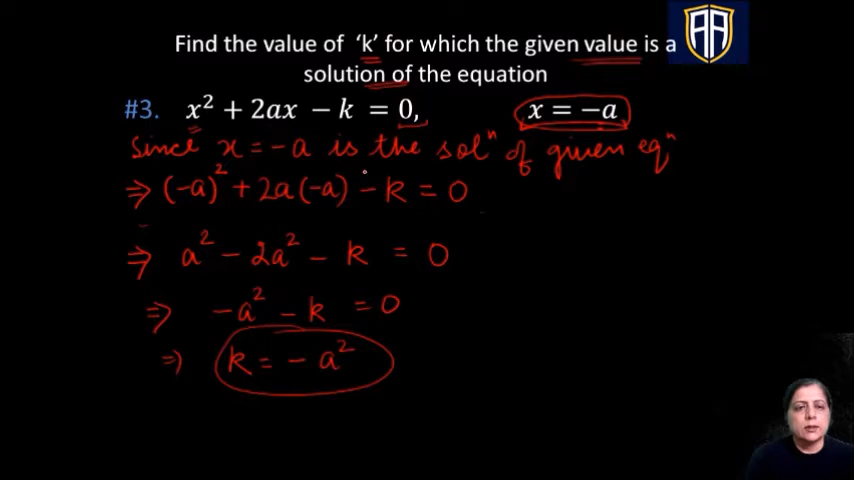 Find the value of ‘k’ for which the given value is a
solution of the equation
#3. x² + 2ax − k = 0, x = −a
Since x = -a is the solⁿ of given eqⁿ
⇒ (-a)² + 2a(-a) - k = 0
⇒ a² - 2a² - k = 0
⇒ -a² - k = 0
⇒ k = - a²
AA